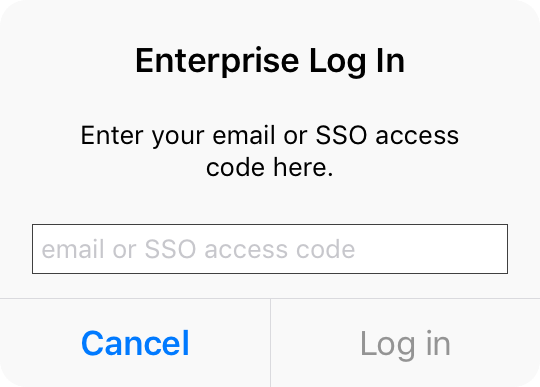 Enterprise Log In
Enter your email or SSO access
code here.
email or SSO access code
Cancel
Log in